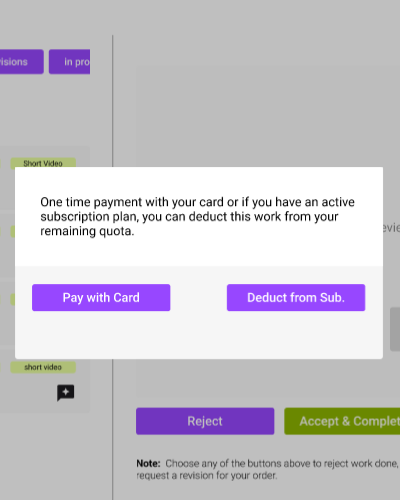 isions
in pro
Short Video
One time payment with your card or if you have an active
subscription plan, you can deduct this work from your
remaining quota.
evie
Pay with Card
Deduct from Sub.
short video
Reject
Accept & Complet
Note: Choose any of the buttons above to reject work done,
request a revision for your order.